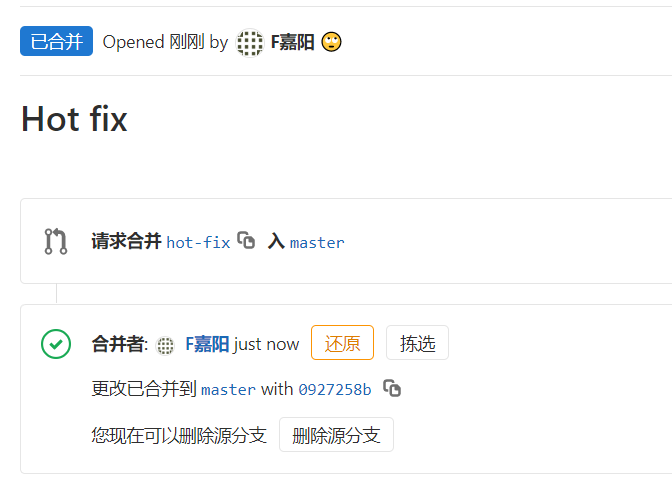 已合并 Opened 刚刚 by F嘉阳 🙄
Hot fix
请求合并 hot-fix 入 master
合并者: F嘉阳 just now 还原 拣选
更改已合并到 master with 0927258b
您现在可以删除源分支 删除源分支